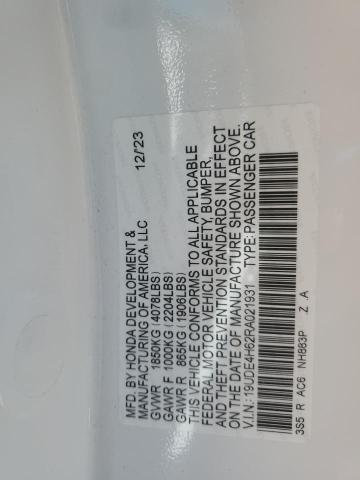 MFD. BY HONDA DEVELOPMENT & 12/23
MANUFACTURING OF AMERICA, LLC
GVWR 1850KG (4078LBS)
GAWR F 1000KG (2204LBS)
GAWR R 865KG (1906LBS)
THIS VEHICLE CONFORMS TO ALL APPLICABLE
FEDERAL MOTOR VEHICLE SAFETY, BUMPER,
AND THEFT PREVENTION STANDARDS IN EFFECT
ON THE DATE OF MANUFACTURE SHOWN ABOVE.
V.I.N: 19UDE4H62RA021931 TYPE:PASSENGER CAR
3S5 R AC6 NH883P Z .A